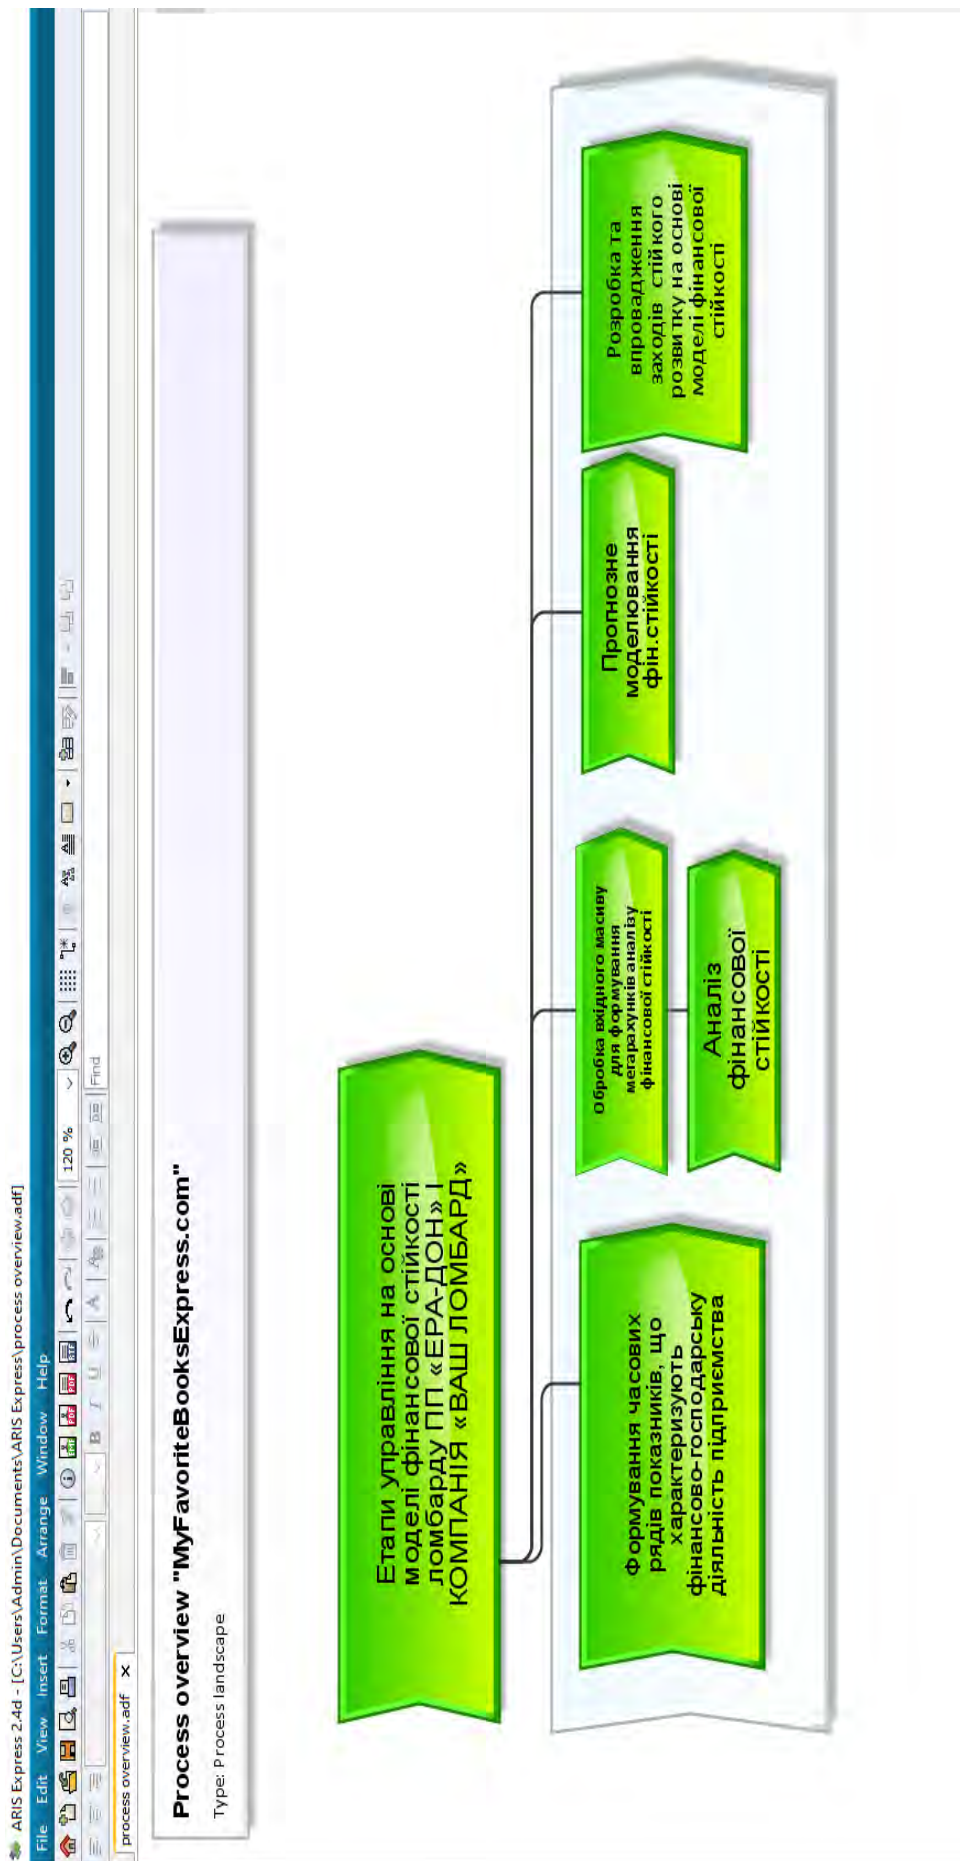 ARIS Express 2.4d - [C:\Users\Admin\Documents\ARIS Express\process overview.adf]
File Edit View Insert Format Arrange Window Help
120 %
Find
process overview.adf
Process overview "MyFavoriteBooksExpress.com"
Type: Process landscape
Етапи управління на основі
моделі фінансової стійкості
ломбарду ПП «ЕРА-ДОН» І
КОМПАНІЯ «ВАШ ЛОМБАРД»
Формування часових
рядів показників, що
характеризують
фінансово-господарську
діяльність підприємства
Обробка вхідного масиву
для формування
мегарахунків аналізу
фінансової стійкості
Аналіз
фінансової
стійкості
Прогнозне
моделювання
фін.стійкості
Розробка та
впровадження
заходів стійкого
розвитку на основі
моделі фінансової
стійкості